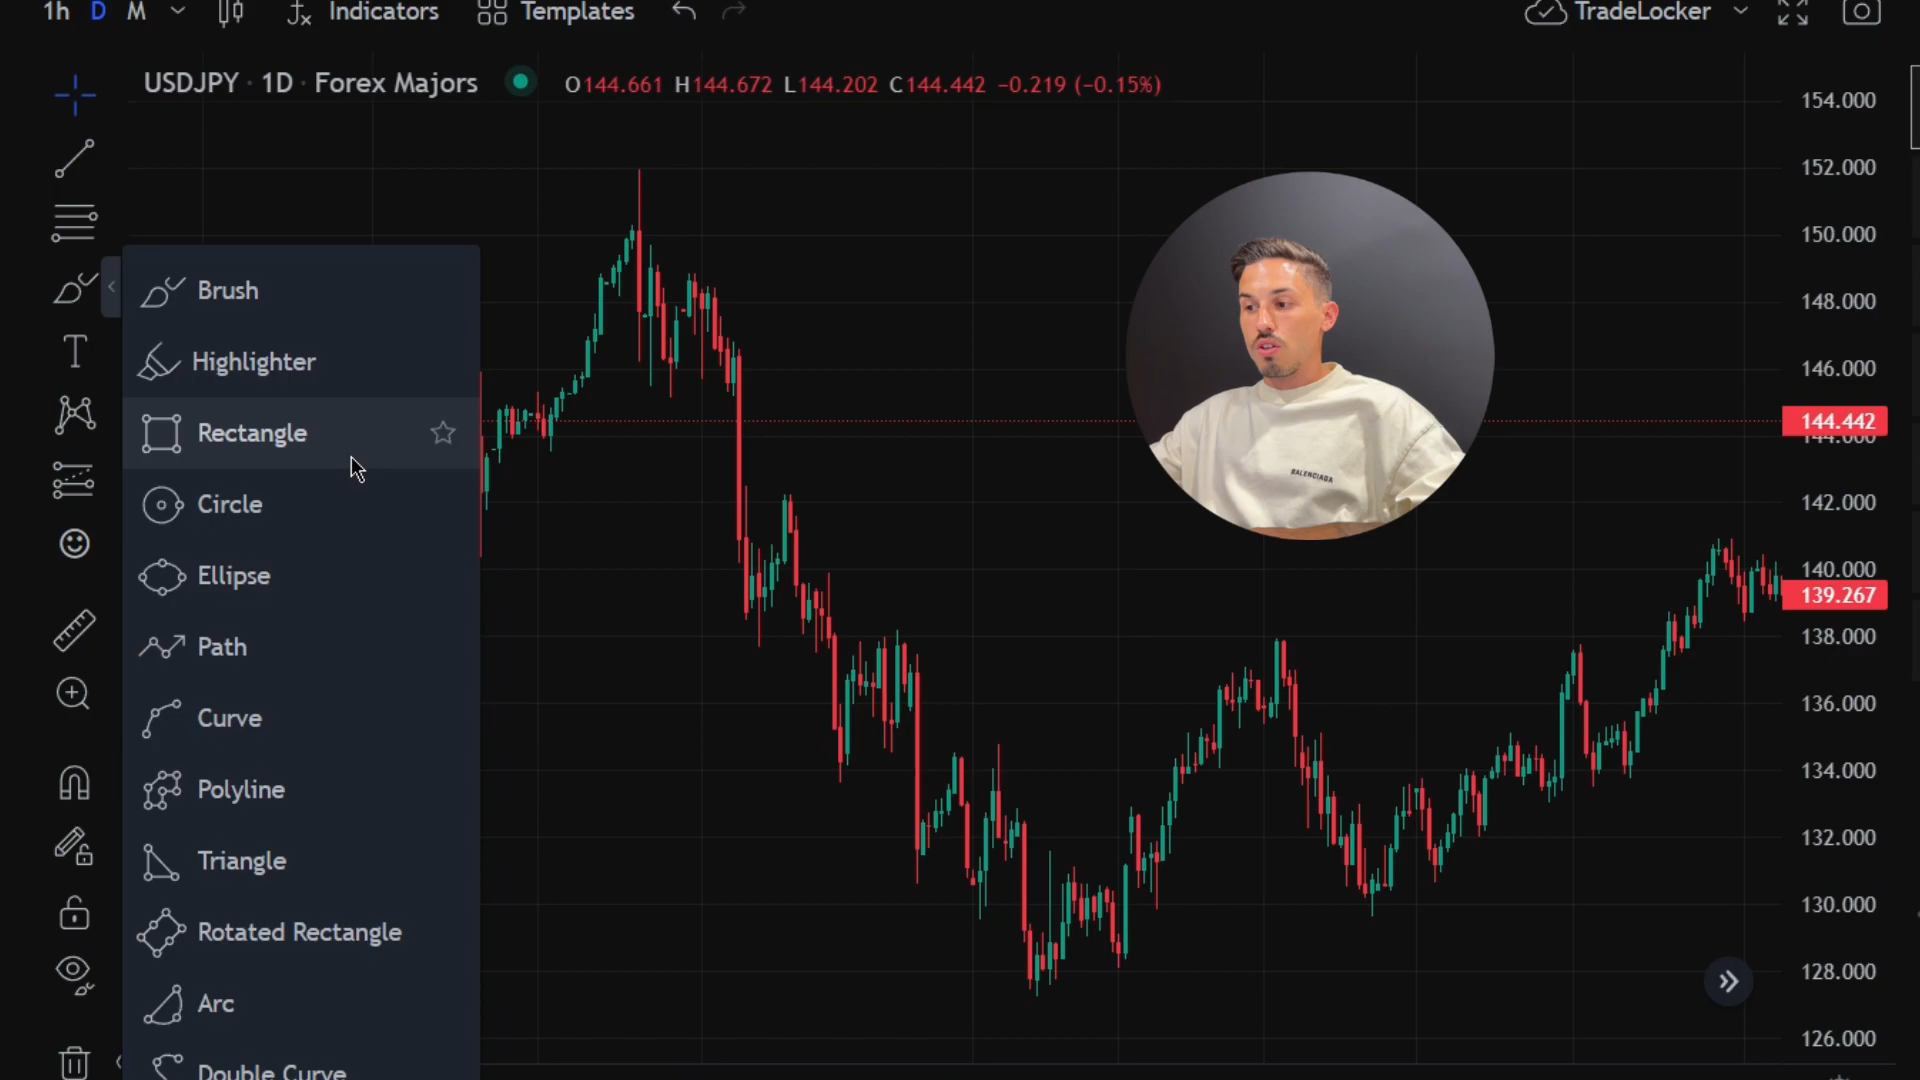 1h D M Indicators Templates TradeLocker
USDJPY · 1D · Forex Majors O144.661 H144.672 L144.202 C144.442 −0.219 (−0.15%)
154.000
152.000
150.000
148.000
146.000
144.442
144.000
142.000
140.000
139.267
138.000
136.000
134.000
132.000
130.000
128.000
126.000
Brush
Highlighter
Rectangle
Circle
Ellipse
Path
Curve
Polyline
Triangle
Rotated Rectangle
Arc
Double Curve
BALENCIAGA